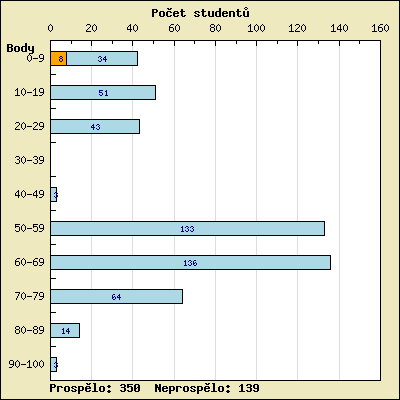 Počet studentů
0 20 40 60 80 100 120 140 160
Body
0-9 8 34
10-19 51
20-29 43
30-39
40-49 3
50-59 133
60-69 136
70-79 64
80-89 14
90-100 3
Prospělo: 350 Neprospělo: 139